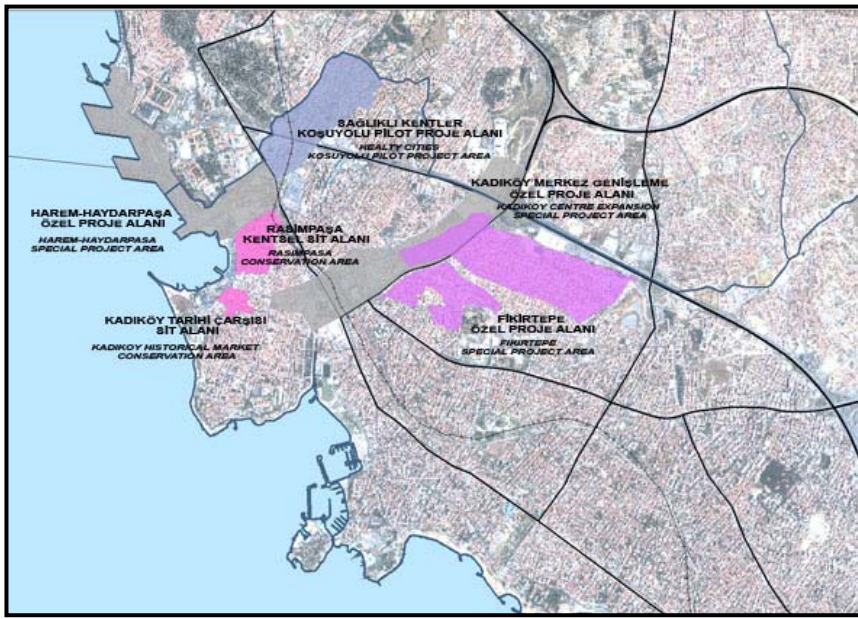 SAĞLIKLI KENTLER
KOŞUYOLU PILOT PROJE ALANI
HEALTY CITIES
KOSUYOLU PILOT PROJECT AREA
KADIKÖY MERKEZ GENİŞLEME
ÖZEL PROJE ALANI
KADIKOY CENTRE EXPANSION
SPECIAL PROJECT AREA
HAREM-HAYDARPAŞA
ÖZEL PROJE ALANI
HAREM-HAYDARPASA
SPECIAL PROJECT AREA
RASİMPAŞA
KENTSEL SİT ALANI
RASIMPASA
CONSERVATION AREA
KADIKÖY TARİHİ ÇARŞISI
SİT ALANI
KADIKOY HISTORICAL MARKET
CONSERVATION AREA
FİKİRTEPE
ÖZEL PROJE ALANI
FIKIRTEPE
SPECIAL PROJECT AREA